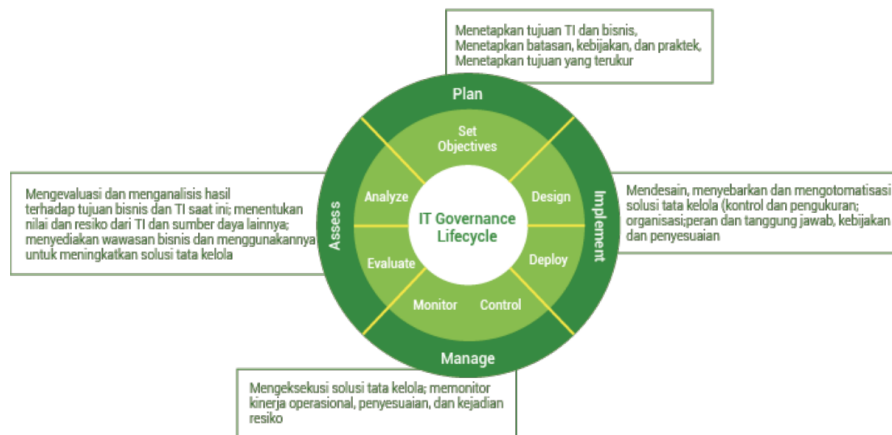 Menetapkan tujuan TI dan bisnis,
Menetapkan batasan, kebijakan, dan praktek,
Menetapkan tujuan yang terukur
Plan
Set
Objectives
Mengevaluasi dan menganalisis hasil
terhadap tujuan bisnis dan TI saat ini; menentukan
nilai dan resiko dari TI dan sumber daya lainnya;
menyediakan wawasan bisnis dan menggunakannya
untuk meningkatkan solusi tata kelola
Assess
Analyze
Evaluate
IT Governance
Lifecycle
Design
Deploy
Implement
Mendesain, menyebarkan dan mengotomatisasi
solusi tata kelola (kontrol dan pengukuran;
organisasi;peran dan tanggung jawab, kebijakan
dan penyesuaian
Monitor
Control
Manage
Mengeksekusi solusi tata kelola; memonitor
kinerja operasional, penyesuaian, dan kejadian
resiko